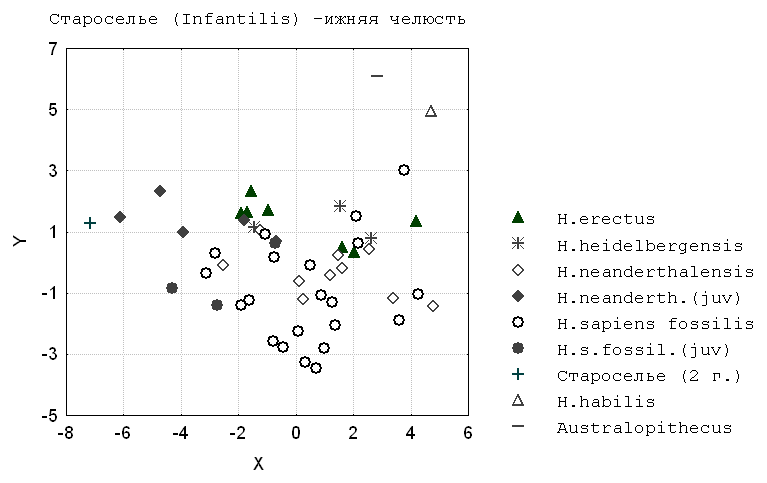 Староселье (Infantilis) -ижняя челюсть
7
5
3
1
-1
-3
-5
Y
-8 -6 -4 -2 0 2 4 6
X
H.erectus
H.heidelbergensis
H.neanderthalensis
H.neanderth.(juv)
H.sapiens fossilis
H.s.fossil.(juv)
Староселье (2 г.)
H.habilis
Australopithecus